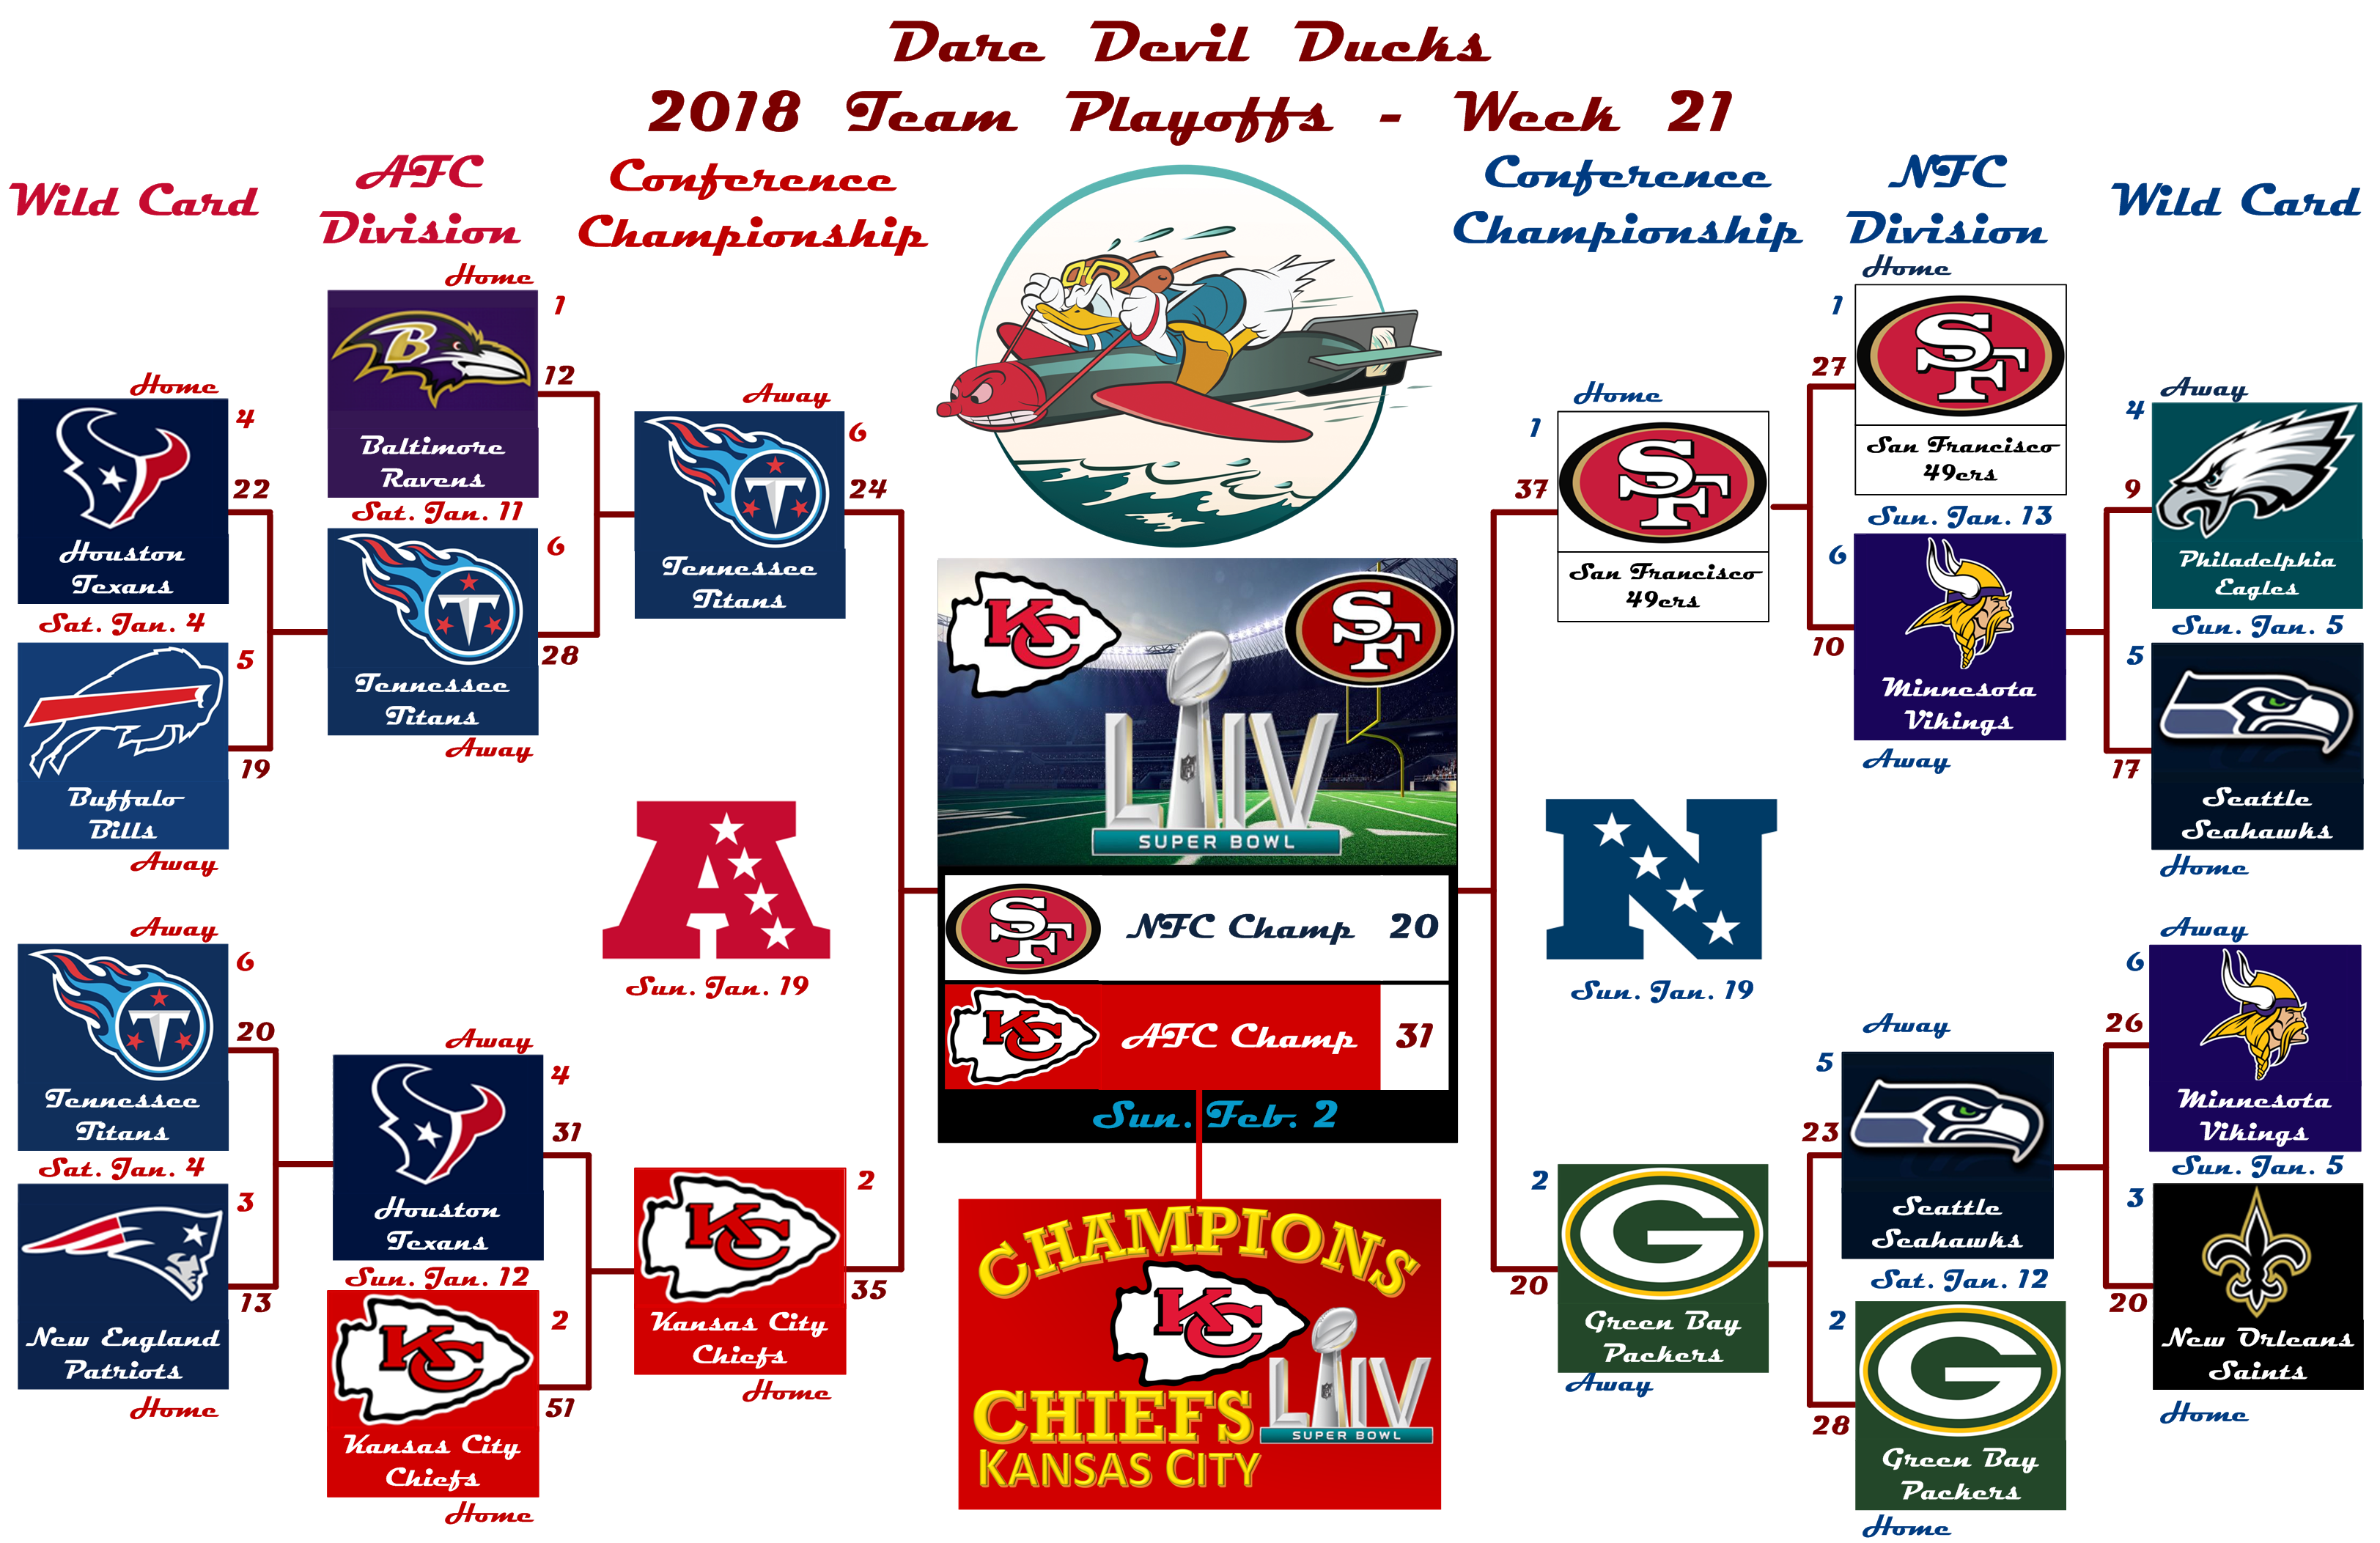 Dare Devil Ducks
2018 Team Playoffs - Week 21
Wild Card
AFC
Division
Conference
Championship
Conference
Championship
NFC
Division
Wild Card
Home
4
22
Houston
Texans
Sat. Jan. 4
5
19
Buffalo
Bills
Away
Away
6
20
Tennessee
Titans
Sat. Jan. 4
3
13
New England
Patriots
Home
Home
1
12
B
Baltimore
Ravens
Sat. Jan. 11
6
28
T
Tennessee
Titans
Away
Away
4
31
Houston
Texans
Sun. Jan. 12
2
51
KC
Kansas City
Chiefs
Home
Away
6
24
T
Tennessee
Titans
A
Sun. Jan. 19
2
35
KC
Kansas City
Chiefs
Home
KC
SF
LIV
SUPER BOWL
SF
NFC Champ 20
KC
AFC Champ 31
Sun. Feb. 2
CHAMPIONS
KC
CHIEFS
KANSAS CITY
LIV
SUPER BOWL
Home
1
37
SF
San Francisco
49ers
N
Sun. Jan. 19
2
20
G
Green Bay
Packers
Away
Home
1
27
SF
San Francisco
49ers
Sun. Jan. 13
6
10
Minnesota
Vikings
Away
Away
5
23
Seattle
Seahawks
Sat. Jan. 12
2
28
G
Green Bay
Packers
Home
Away
4
9
Philadelphia
Eagles
Sun. Jan. 5
5
17
Seattle
Seahawks
Home
Away
6
26
Minnesota
Vikings
Sun. Jan. 5
3
20
New Orleans
Saints
Home